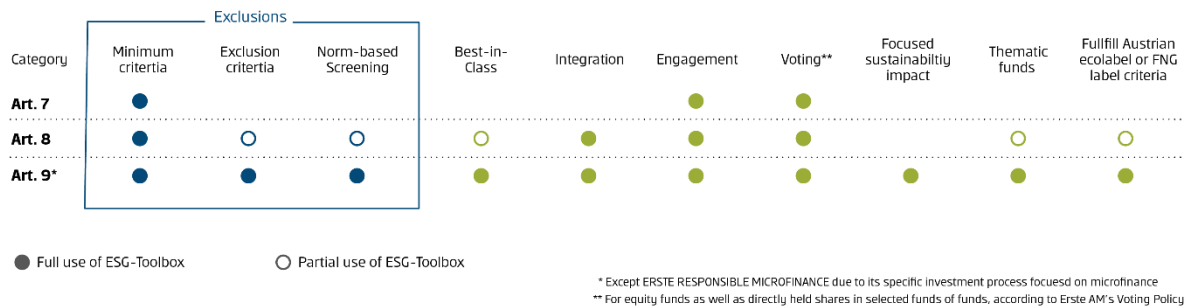 Exclusions
Category
Minimum
critertia
Exclusion
critertia
Norm-based
Screening
Best-in-
Class
Integration
Engagement
Voting**
Focused
sustainabiltiy
impact
Thematic
funds
Fullfill Austrian
ecolabel or FNG
label criteria
Art. 7
Art. 8
Art. 9*
Full use of ESG-Toolbox
Partial use of ESG-Toolbox
* Except ERSTE RESPONSIBLE MICROFINANCE due to its specific investment process focuesd on microfinance
** For equity funds as well as directly held shares in selected funds of funds, according to Erste AM's Voting Policy